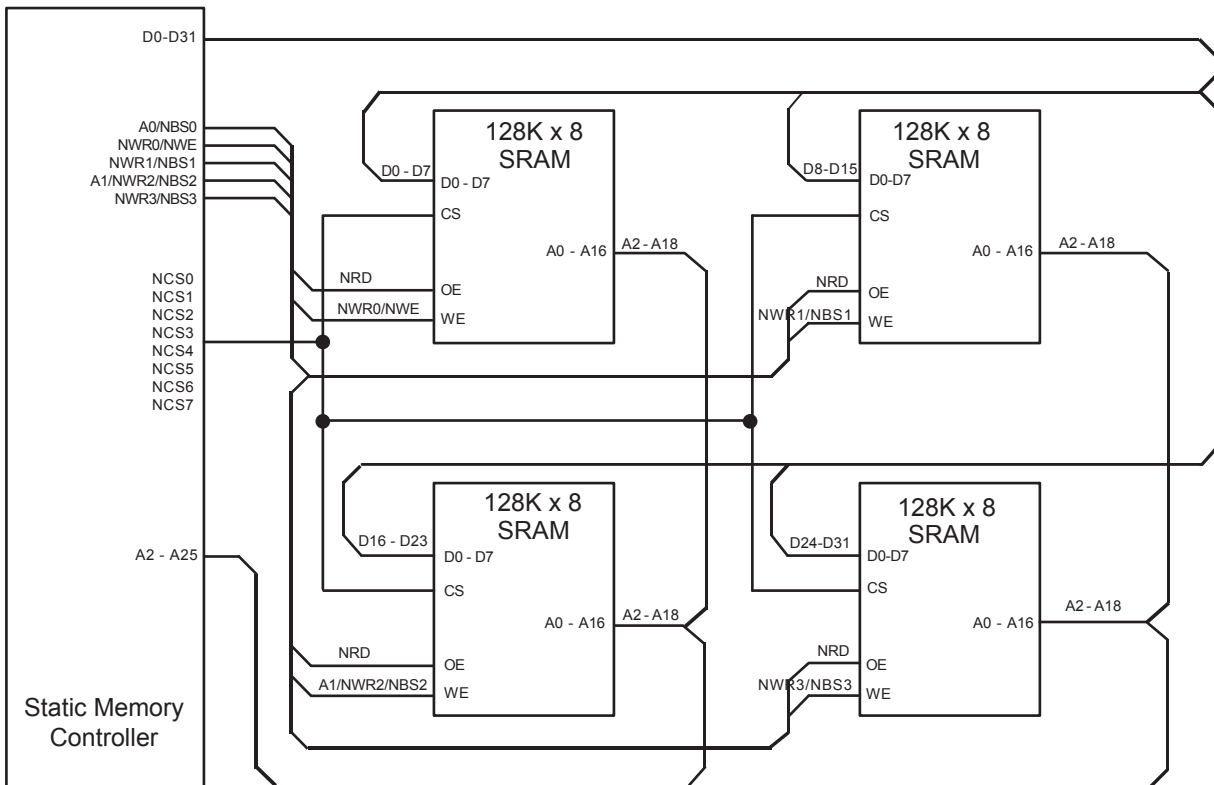 D0-D31
A0/NBS0
NWR0/NWE
NWR1/NBS1
A1/NWR2/NBS2
NWR3/NBS3
NCS0
NCS1
NCS2
NCS3
NCS4
NCS5
NCS6
NCS7
A2 - A25
Static Memory
Controller
128K x 8
SRAM
D0 - D7
D0 - D7
CS
A0 - A16
A2 - A18
NRD
OE
NWR0/NWE
WE
128K x 8
SRAM
D8-D15
D0-D7
CS
A0 - A16
A2 - A18
NRD
OE
NWR1/NBS1
WE
128K x 8
SRAM
D16 - D23
D0 - D7
CS
A0 - A16
A2 - A18
NRD
OE
A1/NWR2/NBS2
WE
128K x 8
SRAM
D24-D31
D0-D7
CS
A0 - A16
A2 - A18
NRD
OE
NWR3/NBS3
WE